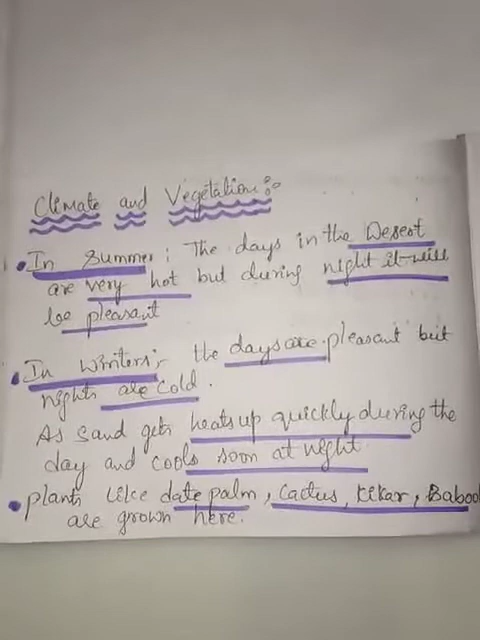 Climate and Vegetation:-
• In Summer: The days in the Desert
are very hot but during night it will
be pleasant
• In Winters:- the days are pleasant but
nights are cold.
As Sand gets heats up quickly during the
day and cools soon at night.
• plants like date palm, Cactus, Kikar, Babool
are grown here.